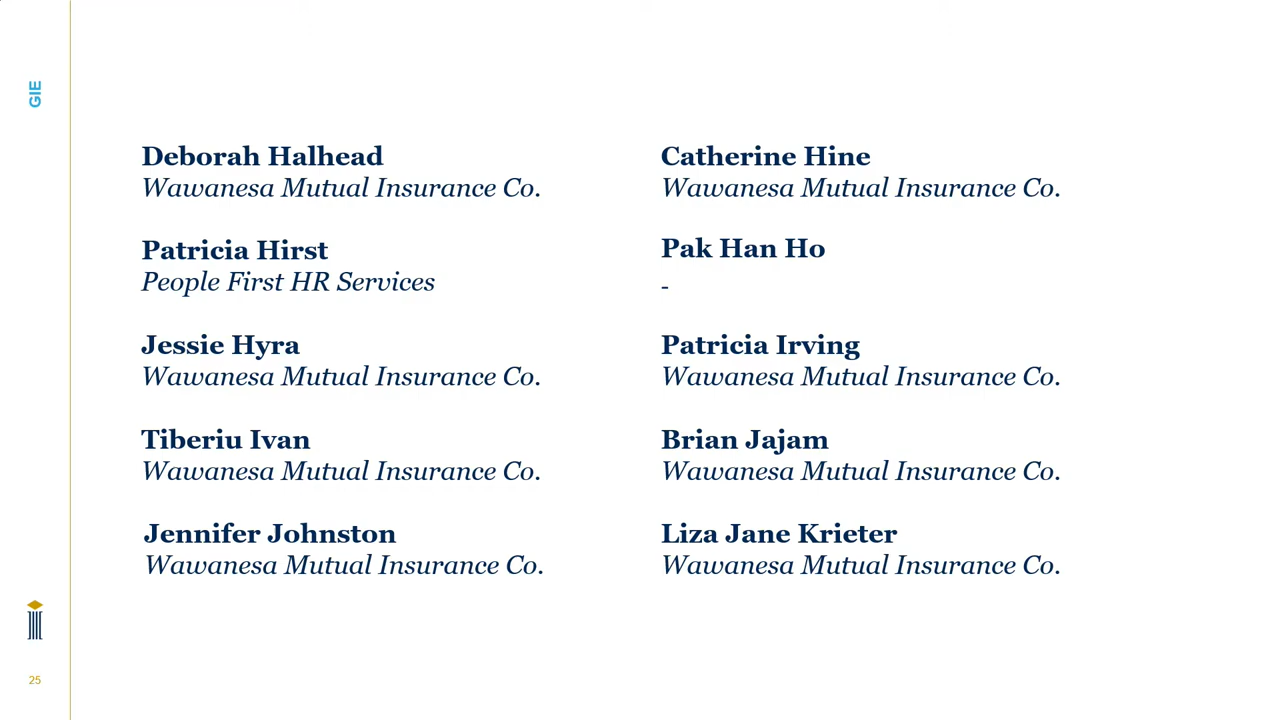 GIE
Deborah Halhead
Wawanesa Mutual Insurance Co.
Catherine Hine
Wawanesa Mutual Insurance Co.
Patricia Hirst
People First HR Services
Pak Han Ho
-
Jessie Hyra
Wawanesa Mutual Insurance Co.
Patricia Irving
Wawanesa Mutual Insurance Co.
Tiberiu Ivan
Wawanesa Mutual Insurance Co.
Brian Jajam
Wawanesa Mutual Insurance Co.
Jennifer Johnston
Wawanesa Mutual Insurance Co.
Liza Jane Krieter
Wawanesa Mutual Insurance Co.
25